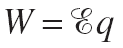 W = ℰq